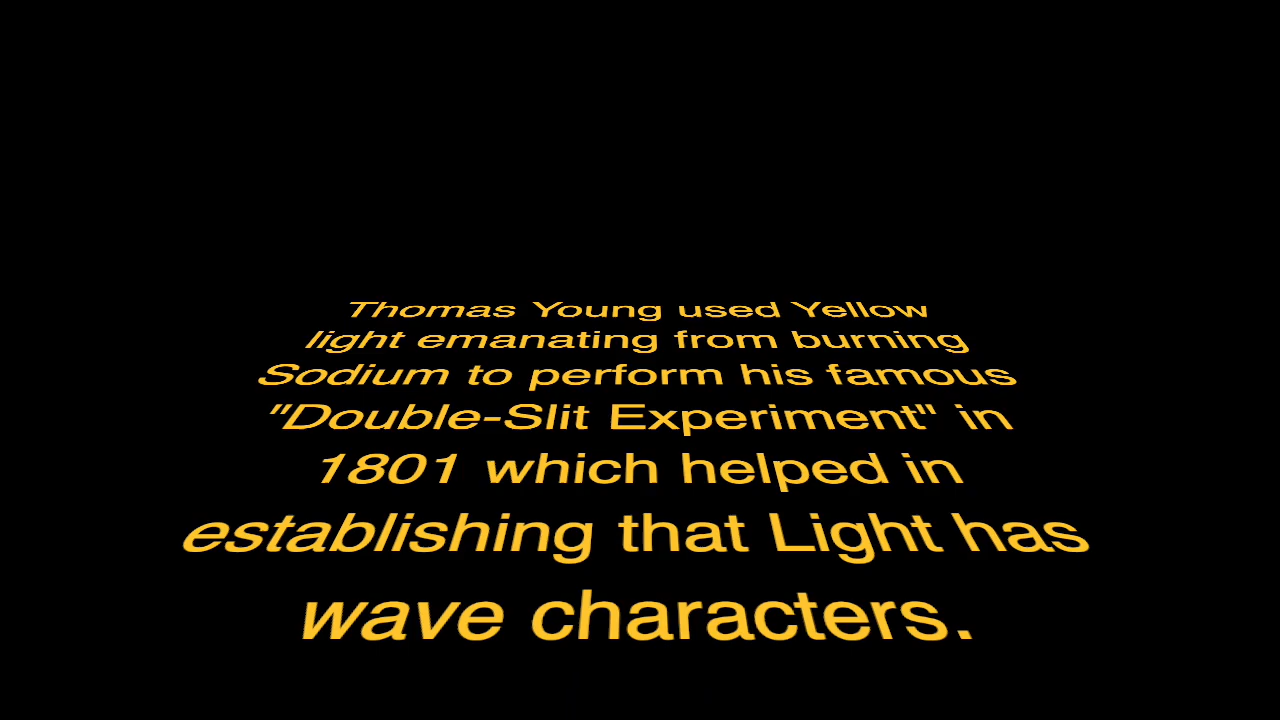 Thomas Young used Yellow
light emanating from burning
Sodium to perform his famous
"Double-Slit Experiment" in
1801 which helped in
establishing that Light has
wave characters.